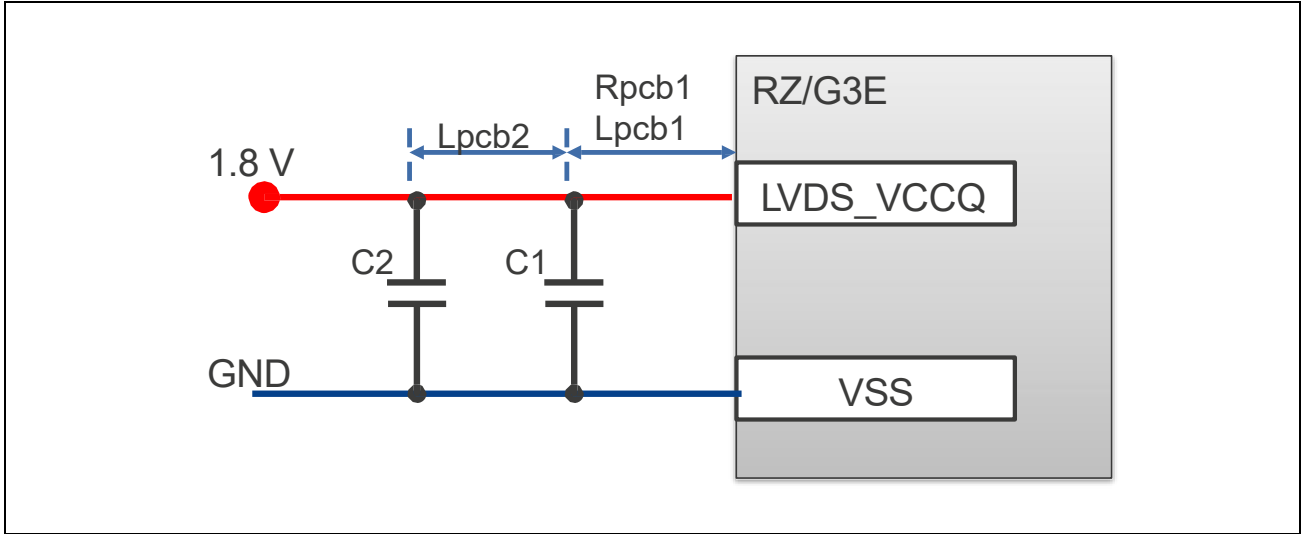 Rpcb1
Lpcb1
RZ/G3E
Lpcb2
1.8 V
LVDS_VCCQ
C2
C1
GND
VSS